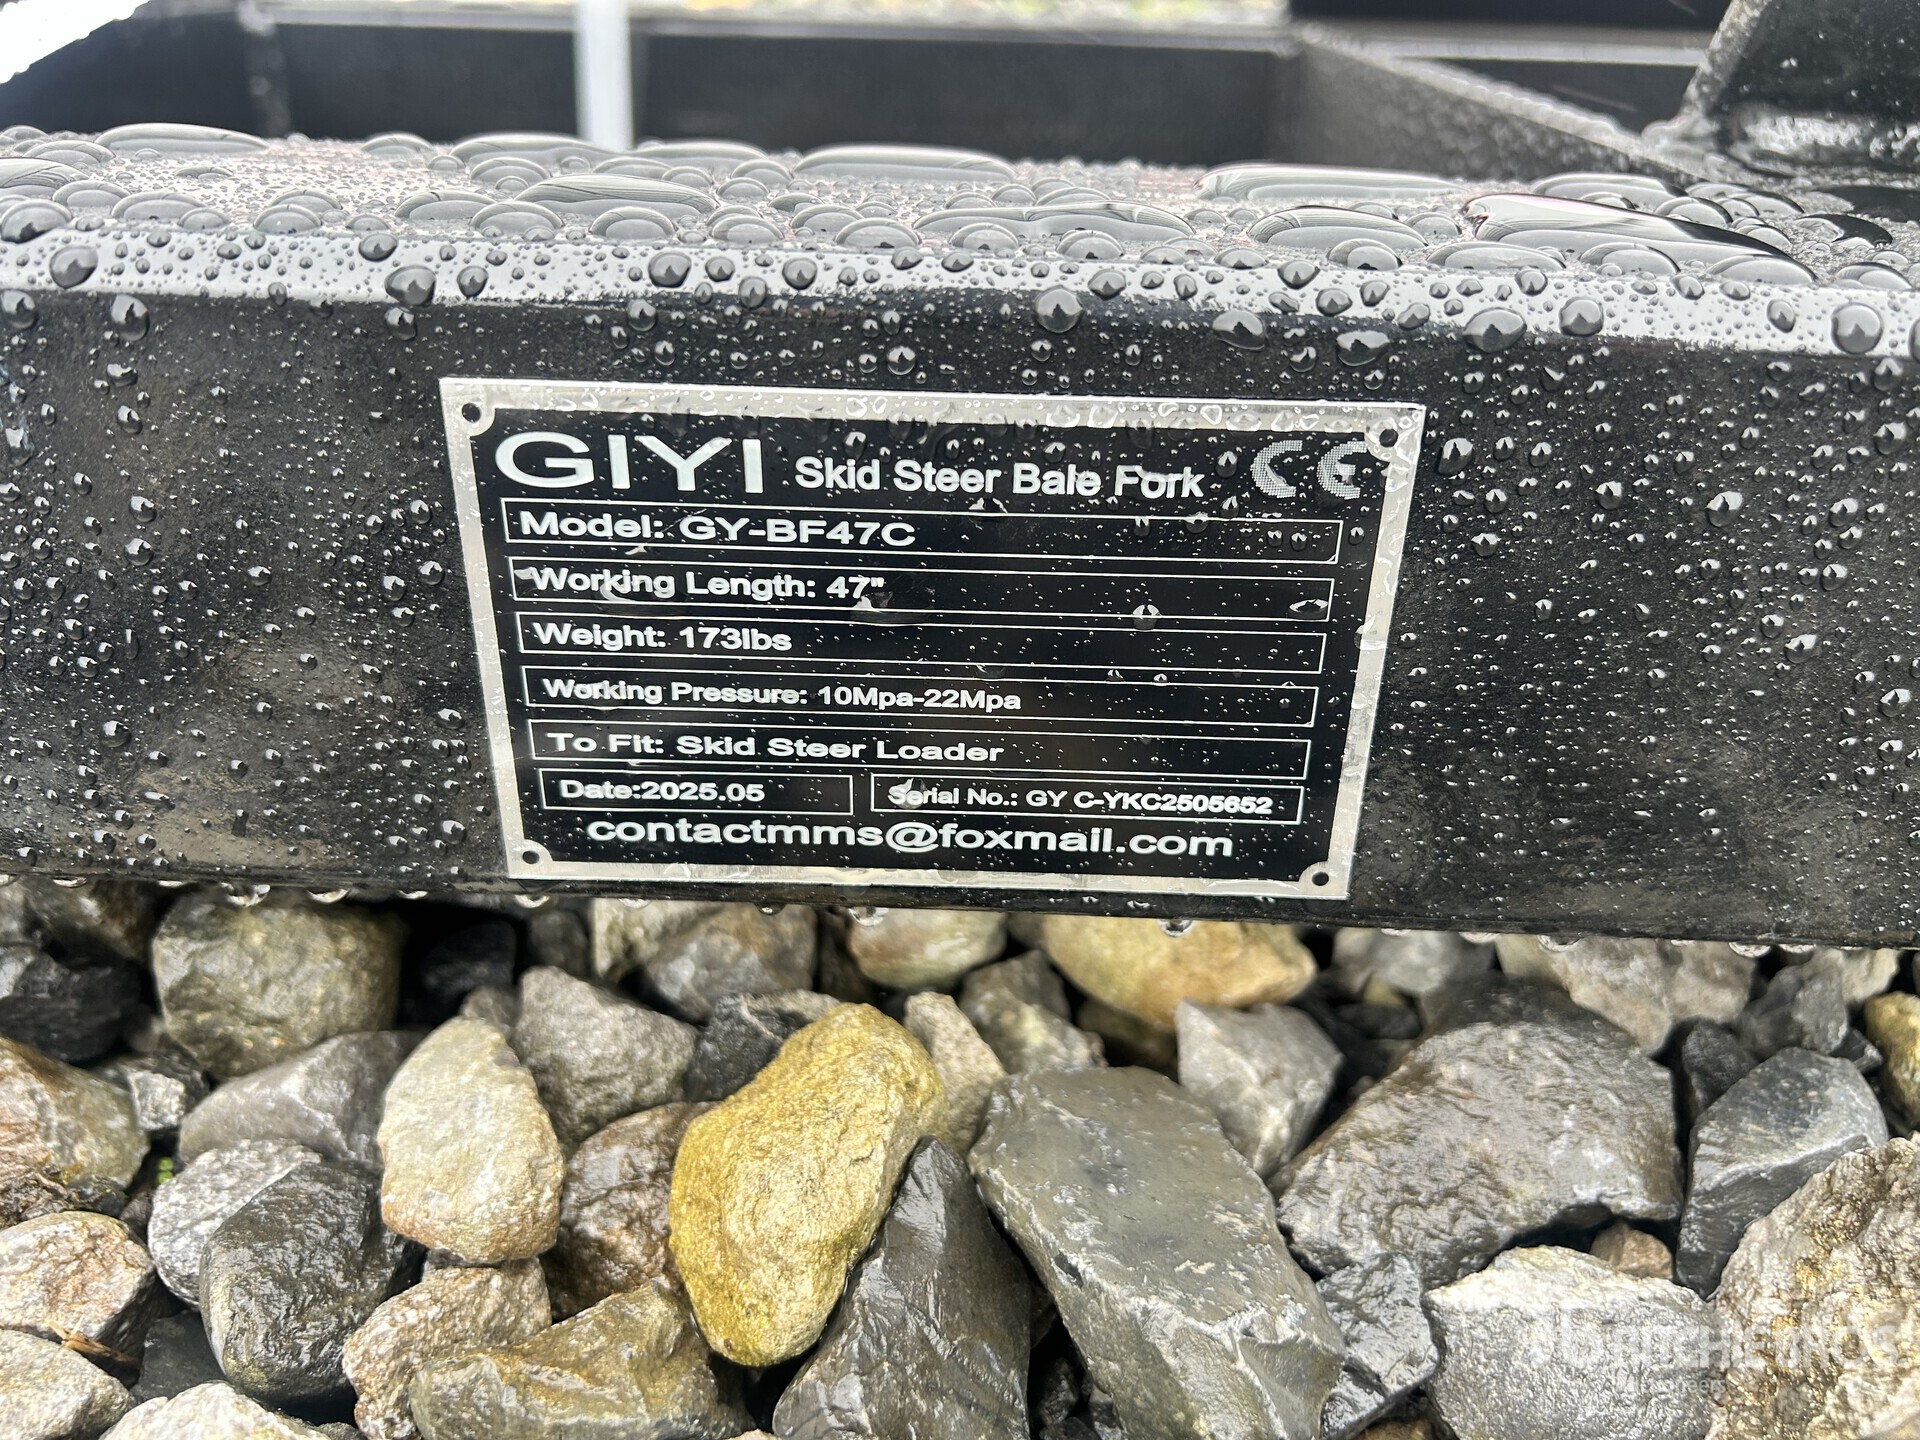 GIYI Skid Steer Bale Fork CE
Model: GY-BF47C
Working Length: 47"
Weight: 173lbs
Working Pressure: 10Mpa-22Mpa
To Fit: Skid Steer Loader
Date:2025.05 Serial No.: GY C-YKC2505652
contactmms@foxmail.com